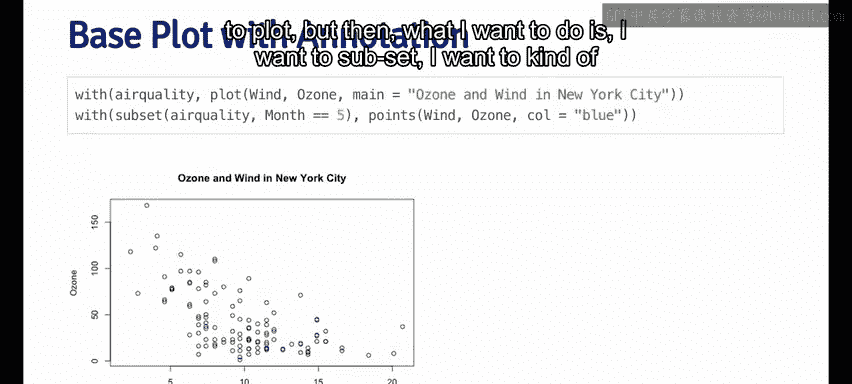 Base Plot with Annotation
to plot, but then, what I want to do is, I
want to sub-set, I want to kind of
with(airquality, plot(Wind, Ozone, main = "Ozone and Wind in New York City"))
with(subset(airquality, Month == 5), points(Wind, Ozone, col = "blue"))
Ozone and Wind in New York City
Ozone
150
100
50
0
5 10 15 20